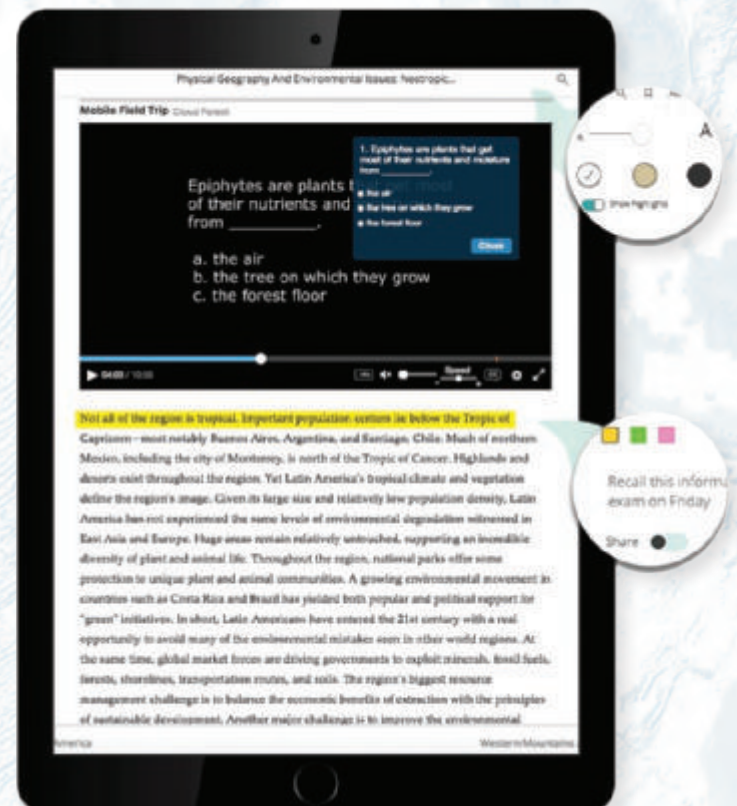 Physical Geography And Environmental Issues: Neotropic...
Mobile Field Trip Cloud Forest
Epiphytes are plants t
of their nutrients and
from ________.
a. the air
b. the tree on which they grow
c. the forest floor
1. Epiphytes are plants that get
most of their nutrients and moisture
from ________.
the air
the tree on which they grow
the forest floor
Close
04:00 / 10:00
Speed
Not all of the region is tropical. Important population centers lie below the Tropic of
Capricorn—most notably Buenos Aires, Argentina, and Santiago, Chile. Much of northern
Mexico, including the city of Monterrey, is north of the Tropic of Cancer. Highlands and
deserts exist throughout the region. Yet Latin America's tropical climate and vegetation
define the region's image. Given its large size and relatively low population density, Latin
America has not experienced the same levels of environmental degradation witnessed in
East Asia and Europe. Huge areas remain relatively untouched, supporting an incredible
diversity of plant and animal life. Throughout the region, national parks offer some
protection to unique plant and animal communities. A growing environmental movement in
countries such as Costa Rica and Brazil has yielded both popular and political support for
"green" initiatives. In short, Latin Americans have entered the 21st century with a real
opportunity to avoid many of the environmental mistakes seen in other world regions. At
the same time, global market forces are driving governments to exploit minerals, fossil fuels,
forests, shorelines, transportation routes, and soils. The region's biggest resource
management challenge is to balance the economic benefits of extraction with the principles
of sustainable development. Another major challenge is to improve the environmental
America
Western Mountains
A
A
Show highlights
Recall this informa
exam on Friday
Share